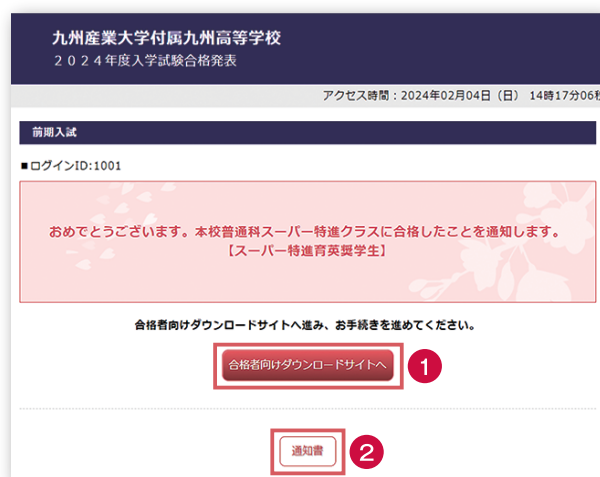 九州産業大学付属九州高等学校
2024年度入学試験合格発表
アクセス時間：2024年02月04日（日） 14時17分06秒
前期入試
■ログインID:1001
おめでとうございます。本校普通科スーパー特進クラスに合格したことを通知します。
【スーパー特進育英奨学生】
合格者向けダウンロードサイトへ進み、お手続きを進めてください。
合格者向けダウンロードサイトへ
1
通知書
2